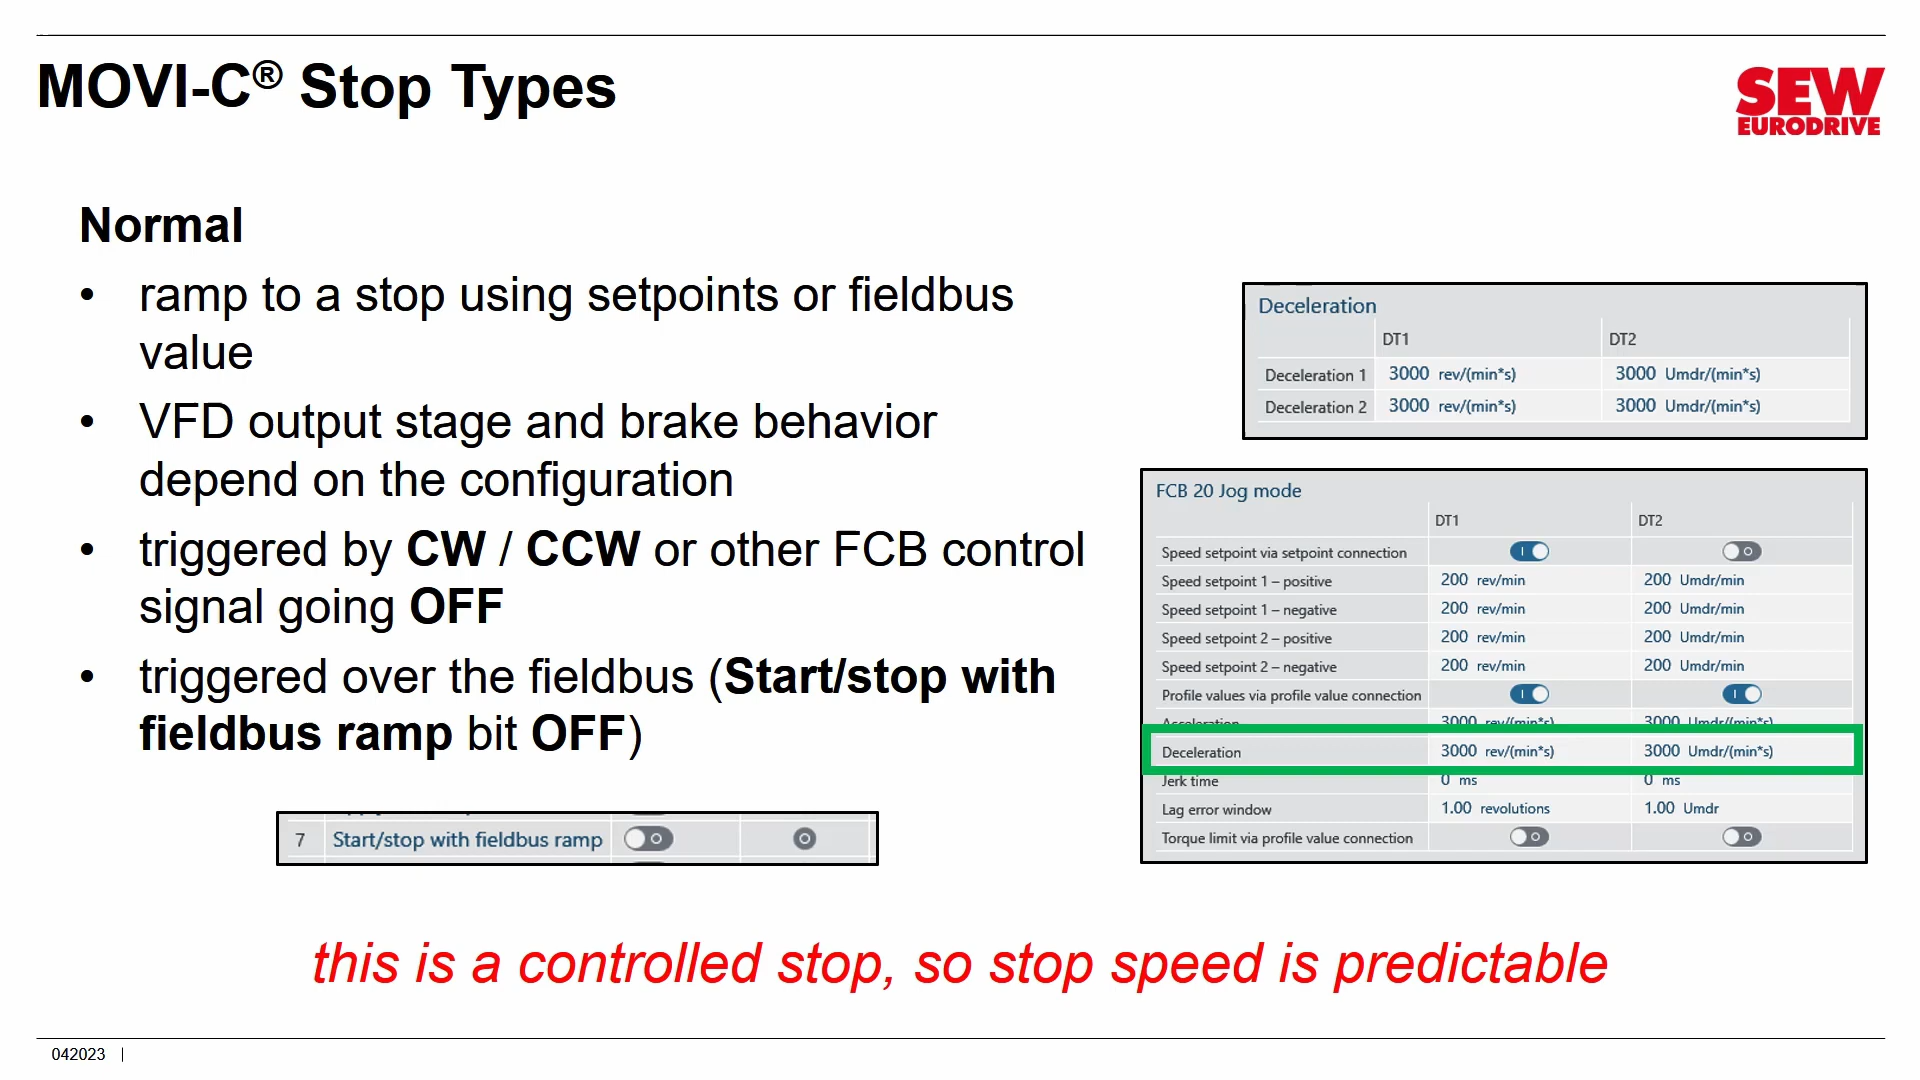 MOVI-C® Stop Types
SEW
EURODRIVE
Normal
• ramp to a stop using setpoints or fieldbus
value
• VFD output stage and brake behavior
depend on the configuration
• triggered by CW / CCW or other FCB control
signal going OFF
• triggered over the fieldbus (Start/stop with
fieldbus ramp bit OFF)
7 Start/stop with fieldbus ramp
Deceleration
DT1 DT2
Deceleration 1 3000 rev/(min*s) 3000 Umdr/(min*s)
Deceleration 2 3000 rev/(min*s) 3000 Umdr/(min*s)
FCB 20 Jog mode
DT1 DT2
Speed setpoint via setpoint connection
Speed setpoint 1 – positive 200 rev/min 200 Umdr/min
Speed setpoint 1 – negative 200 rev/min 200 Umdr/min
Speed setpoint 2 – positive 200 rev/min 200 Umdr/min
Speed setpoint 2 – negative 200 rev/min 200 Umdr/min
Profile values via profile value connection
Acceleration 3000 rev/(min*s) 3000 Umdr/(min*s)
Deceleration 3000 rev/(min*s) 3000 Umdr/(min*s)
Jerk time 0 ms 0 ms
Lag error window 1.00 revolutions 1.00 Umdr
Torque limit via profile value connection
this is a controlled stop, so stop speed is predictable
042023 |